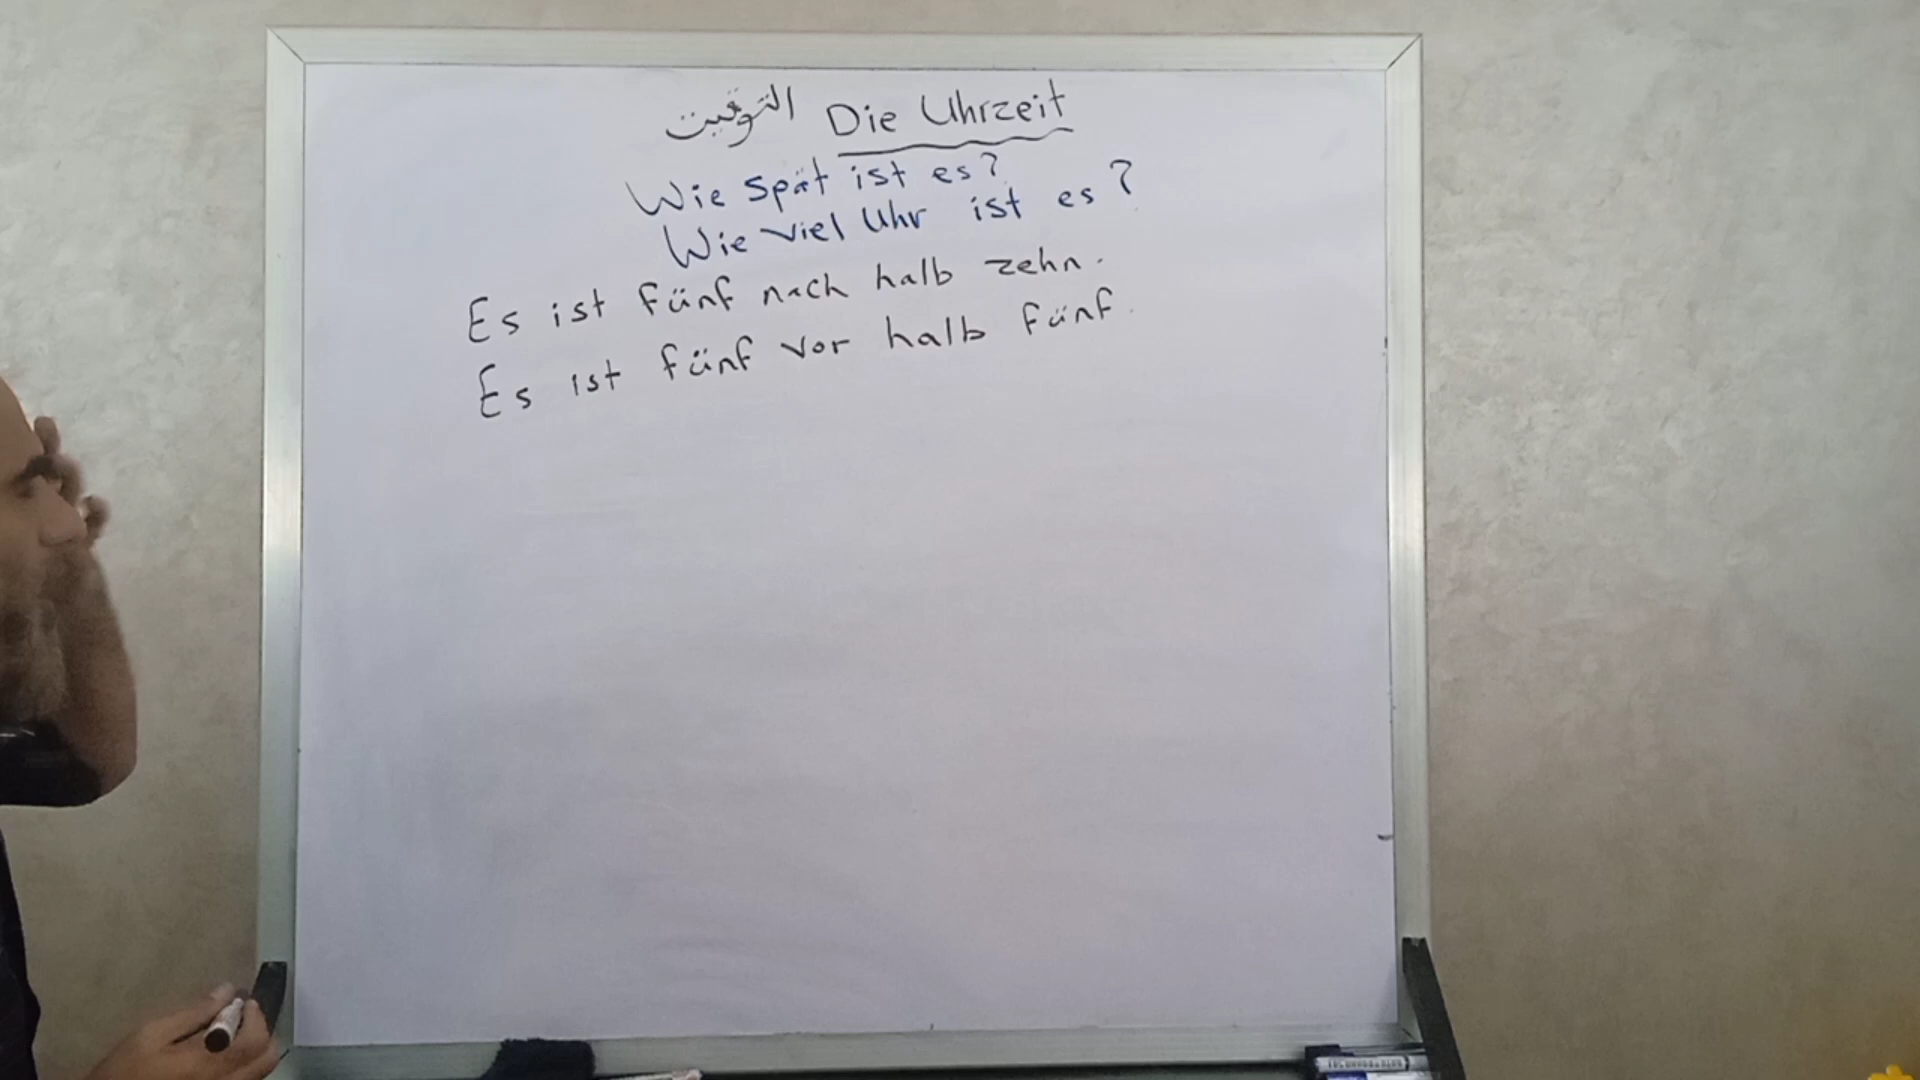 التوقيت Die Uhrzeit
Wie spät ist es?
Wie viel Uhr ist es?
Es ist fünf nach halb zehn.
Es ist fünf vor halb fünf.